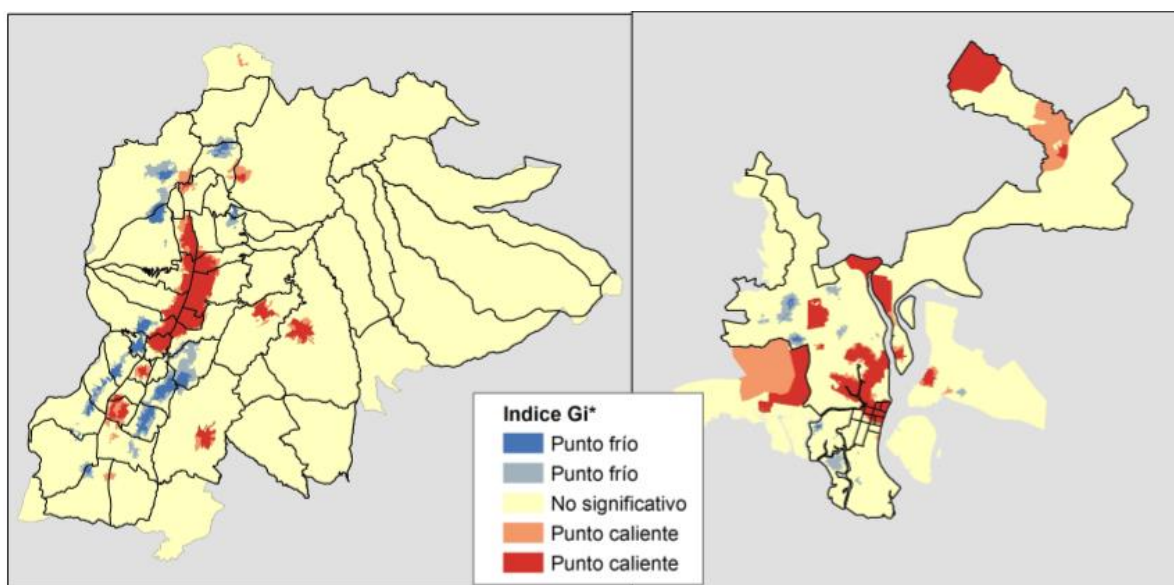 Indice Gi*
Punto frío
Punto frío
No significativo
Punto caliente
Punto caliente